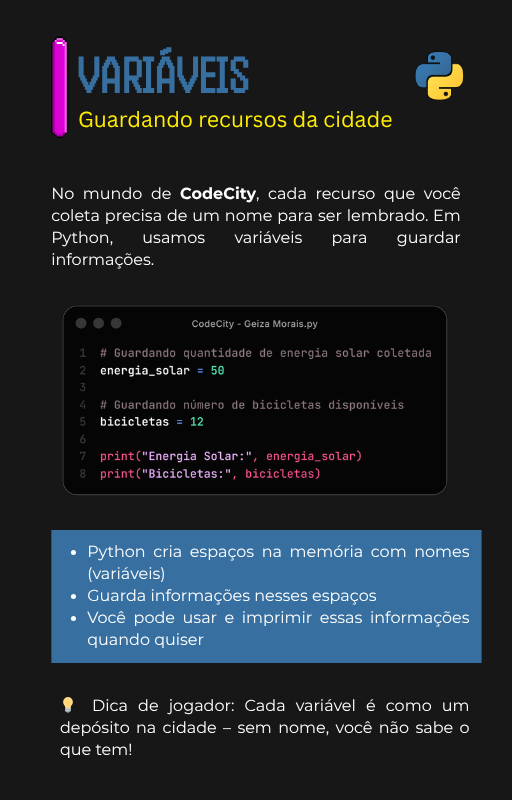 VARIÁVEIS
Guardando recursos da cidade
No mundo de CodeCity, cada recurso que você
coleta precisa de um nome para ser lembrado. Em
Python, usamos variáveis para guardar
informações.
CodeCity - Geiza Morais.py
1 # Guardando quantidade de energia solar coletada
2 energia_solar = 50
3
4 # Guardando número de bicicletas disponíveis
5 bicicletas = 12
6
7 print("Energia Solar:", energia_solar)
8 print("Bicicletas:", bicicletas)
• Python cria espaços na memória com nomes
(variáveis)
• Guarda informações nesses espaços
• Você pode usar e imprimir essas informações
quando quiser
💡 Dica de jogador: Cada variável é como um
depósito na cidade – sem nome, você não sabe o
que tem!